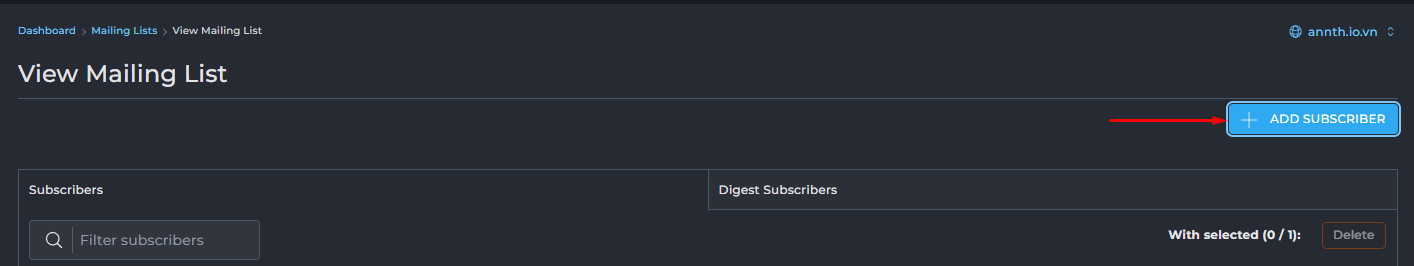 Dashboard > Mailing Lists > View Mailing List
annth.io.vn
View Mailing List
ADD SUBSCRIBER
Subscribers
Digest Subscribers
Filter subscribers
With selected (0 / 1):
Delete